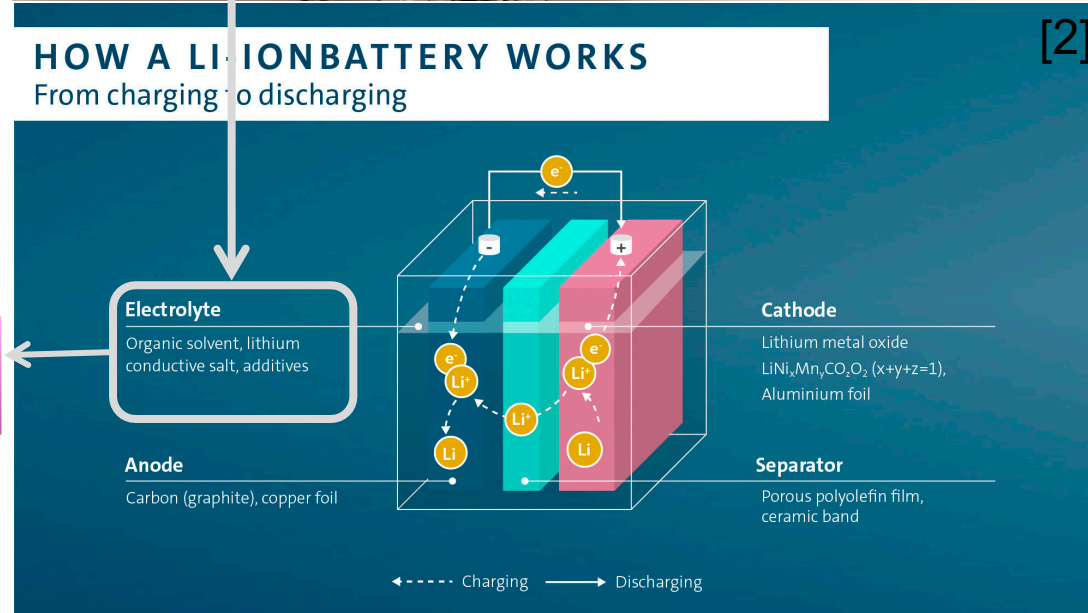 [2]
HOW A LI-IONBATTERY WORKS
From charging to discharging
e⁻
-
+
Electrolyte
Organic solvent, lithium
conductive salt, additives
Cathode
Lithium metal oxide
LiNiₓMnᵧCO₂O₂ (x+y+z=1),
Aluminium foil
e⁻
Li⁺
e⁻
Li⁺
Li⁺
Li
Li
Anode
Carbon (graphite), copper foil
Separator
Porous polyolefin film,
ceramic band
Charging
Discharging